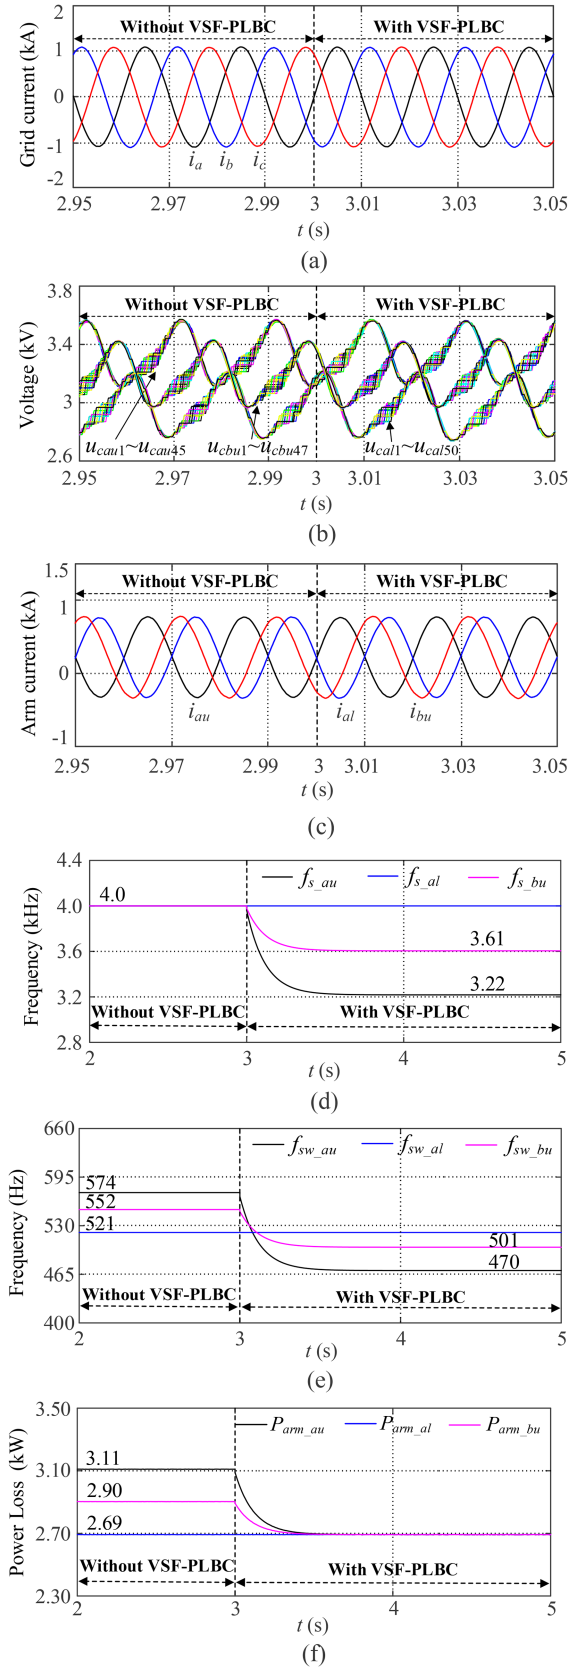 Grid current (kA)
2
1
0
-1
-2
Without VSF-PLBC
With VSF-PLBC
i_a
i_b
i_c
2.95 2.97 2.99 3 3.01 3.03 3.05
t (s)
(a)
Voltage (kV)
3.8
3.4
3
2.6
Without VSF-PLBC
With VSF-PLBC
u_cau1~u_cau45
u_cbu1~u_cbu47
u_cal1~u_cal50
2.95 2.97 2.99 3 3.01 3.03 3.05
t (s)
(b)
Arm current (kA)
1.5
1
0
-1
Without VSF-PLBC
With VSF-PLBC
i_au
i_al
i_bu
2.95 2.97 2.99 3 3.01 3.03 3.05
t (s)
(c)
Frequency (kHz)
4.4
4.0
3.6
3.2
2.8
f_s_au f_s_al f_s_bu
4.0
3.61
3.22
Without VSF-PLBC
With VSF-PLBC
2 3 4 5
t (s)
(d)
Frequency (Hz)
660
595
530
465
400
f_sw_au f_sw_al f_sw_bu
574
552
521
501
470
Without VSF-PLBC
With VSF-PLBC
2 3 4 5
t (s)
(e)
Power Loss (kW)
3.50
3.10
2.70
2.30
P_arm_au P_arm_al P_arm_bu
3.11
2.90
2.69
Without VSF-PLBC
With VSF-PLBC
2 3 4 5
t (s)
(f)